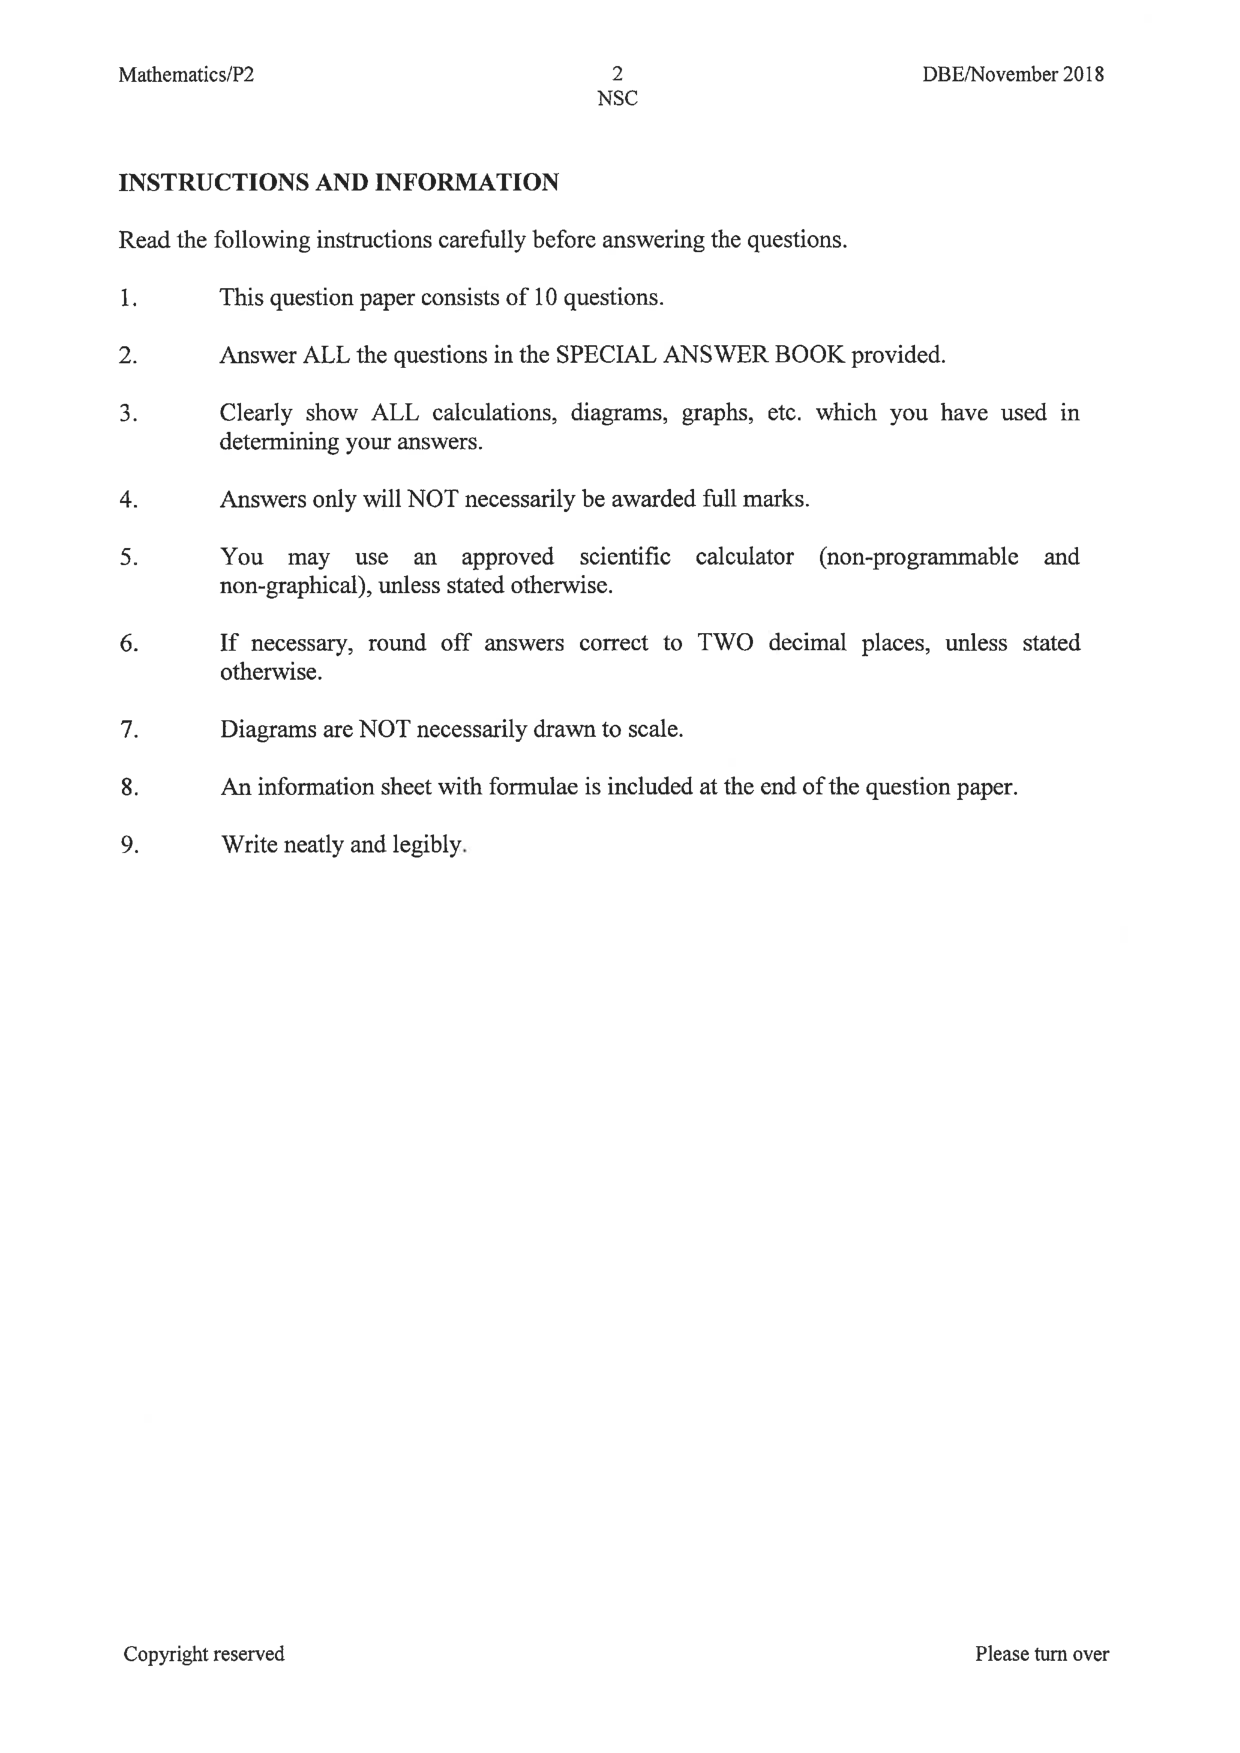 Mathematics/P2 2 DBE/November 2018
NSC
INSTRUCTIONS AND INFORMATION
Read the following instructions carefully before answering the questions.
1. This question paper consists of 10 questions.
2. Answer ALL the questions in the SPECIAL ANSWER BOOK provided.
3. Clearly show ALL calculations, diagrams, graphs, etc. which you have used in
determining your answers.
4. Answers only will NOT necessarily be awarded full marks.
5. You may use an approved scientific calculator (non-programmable and
non-graphical), unless stated otherwise.
6. If necessary, round off answers correct to TWO decimal places, unless stated
otherwise.
7. Diagrams are NOT necessarily drawn to scale.
8. An information sheet with formulae is included at the end of the question paper.
9. Write neatly and legibly.
Copyright reserved Please turn over